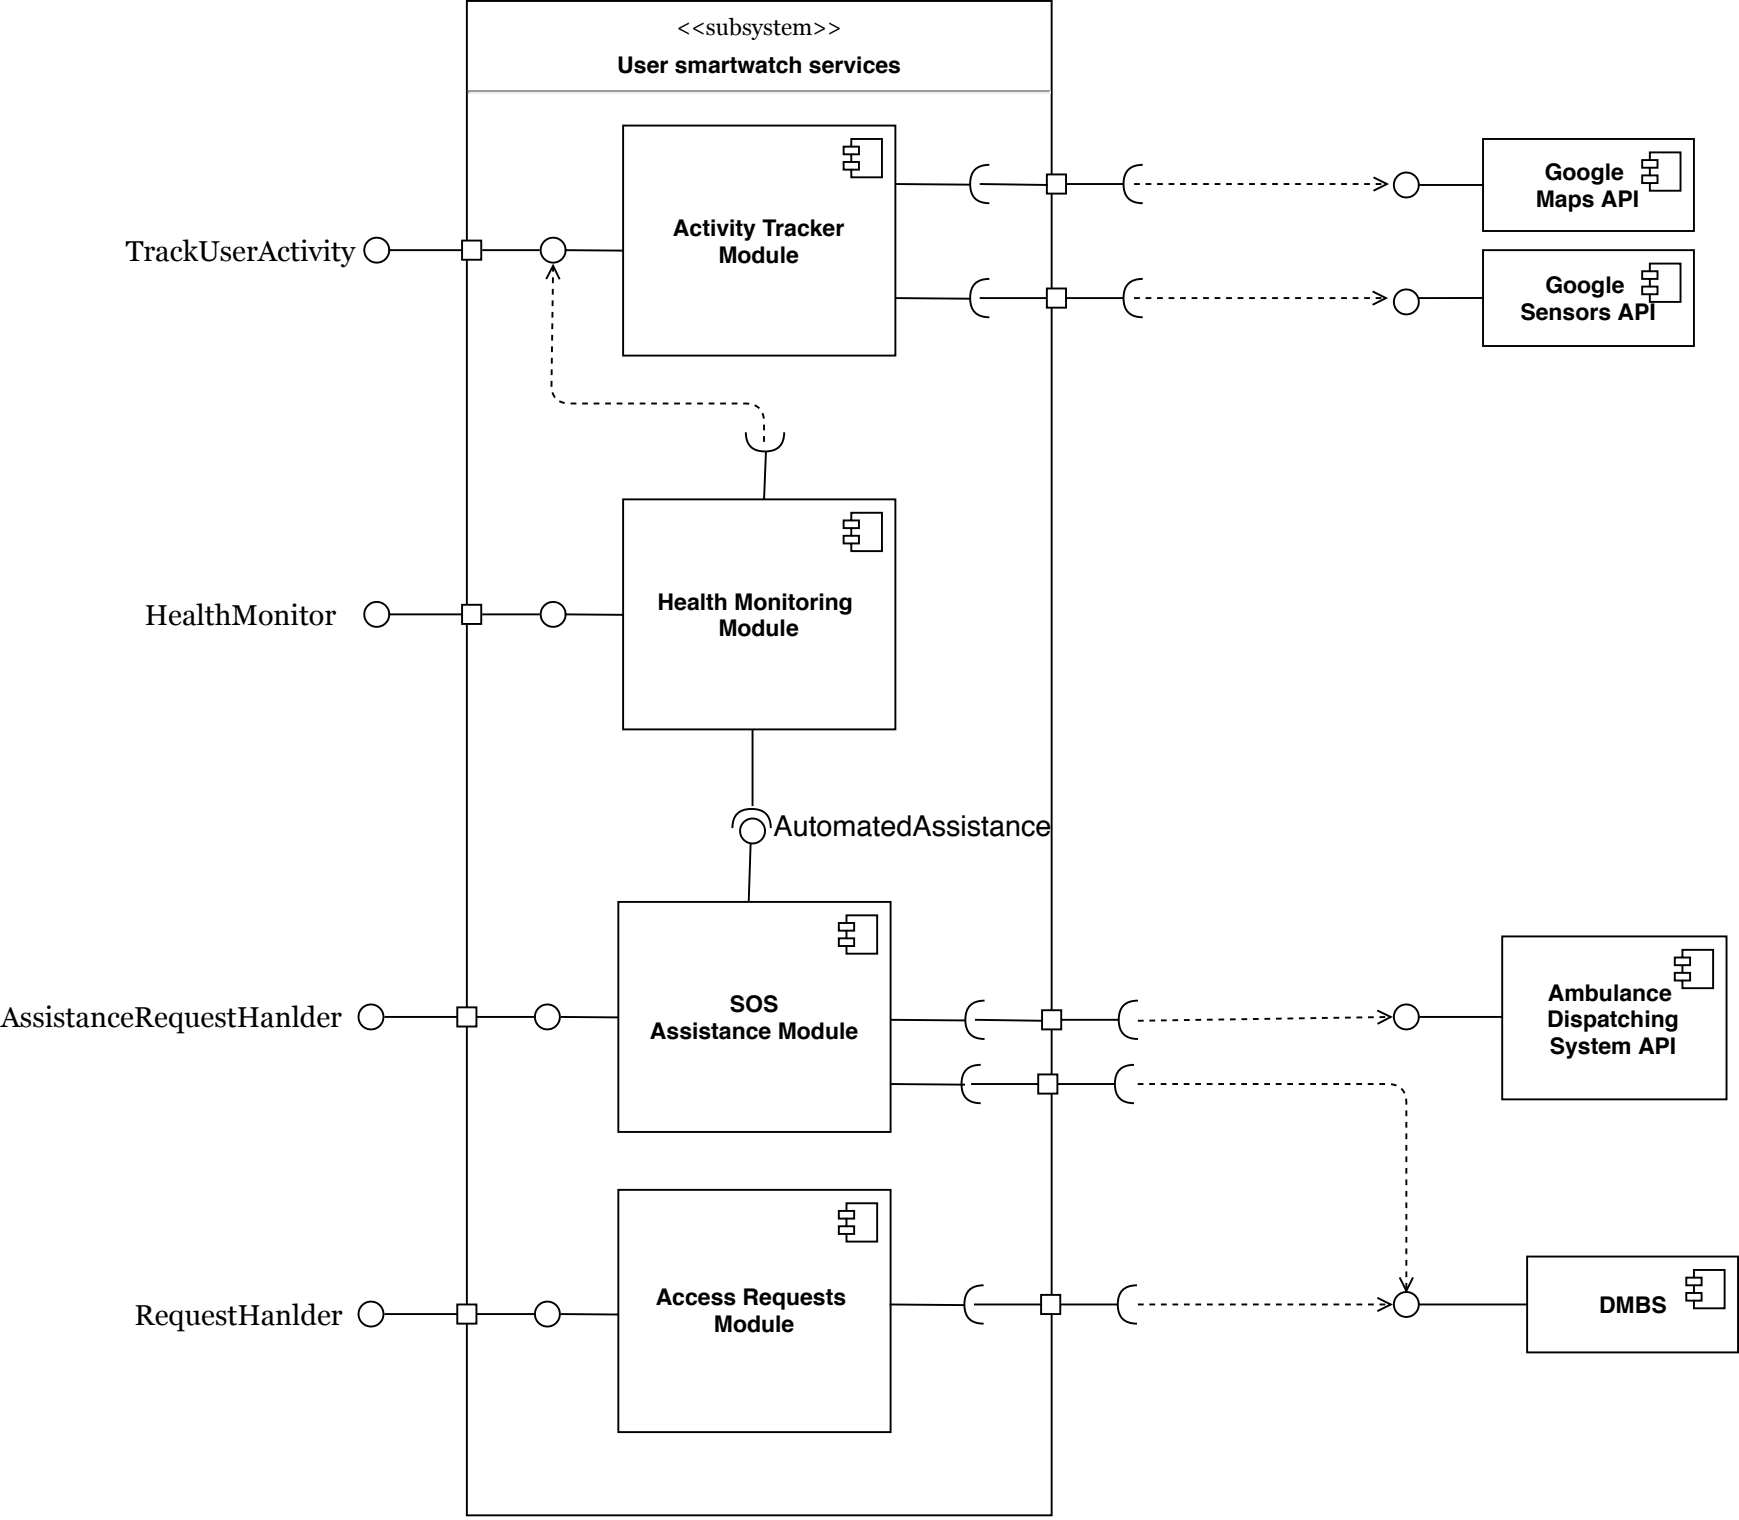 <<subsystem>>
User smartwatch services
Activity Tracker
Module
Google
Maps API
TrackUserActivity
Google
Sensors API
Health Monitoring
Module
HealthMonitor
AutomatedAssistance
SOS
Assistance Module
AssistanceRequestHanlder
Ambulance
Dispatching
System API
Access Requests
Module
RequestHanlder
DMBS